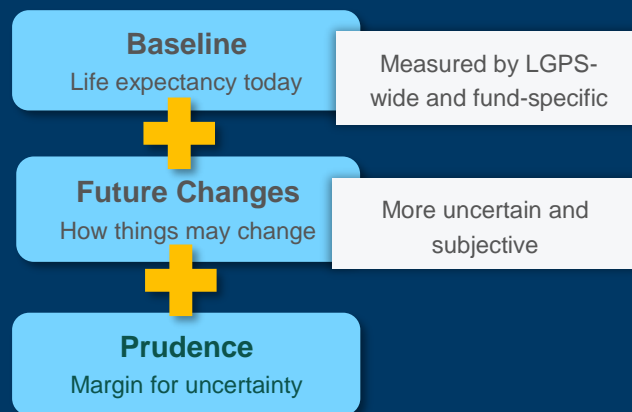 Baseline
Life expectancy today
Measured by LGPS-
wide and fund-specific
Future Changes
How things may change
More uncertain and
subjective
Prudence
Margin for uncertainty